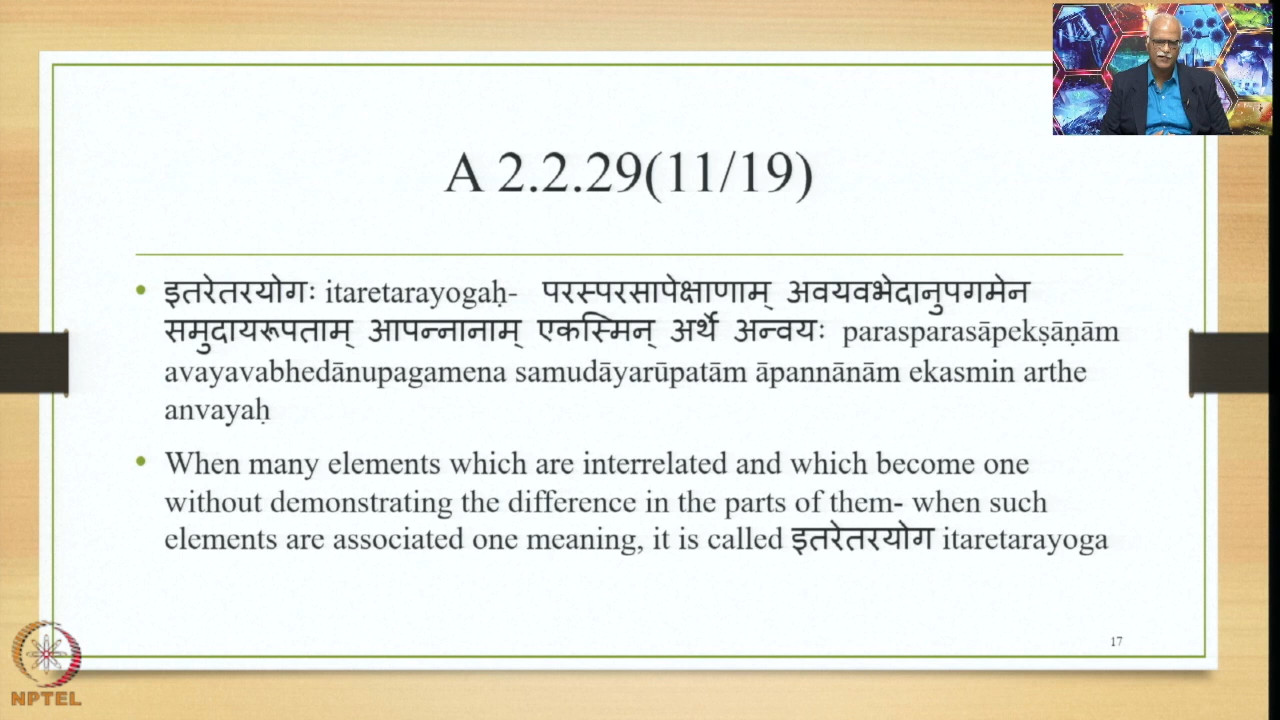 A 2.2.29(11/19)
• इतरेतरयोगः itaretarayogaḥ- परस्परसापेक्षाणाम् अवयवभेदानुपगमेन
समुदायरूपताम् आपन्नानाम् एकस्मिन् अर्थे अन्वयः parasparasāpekṣāṇām
avayavabhedānupagamena samudāyarūpatām āpannānām ekasmin arthe
anvayaḥ
• When many elements which are interrelated and which become one
without demonstrating the difference in the parts of them- when such
elements are associated one meaning, it is called इतरेतरयोग itaretarayoga
17
NPTEL